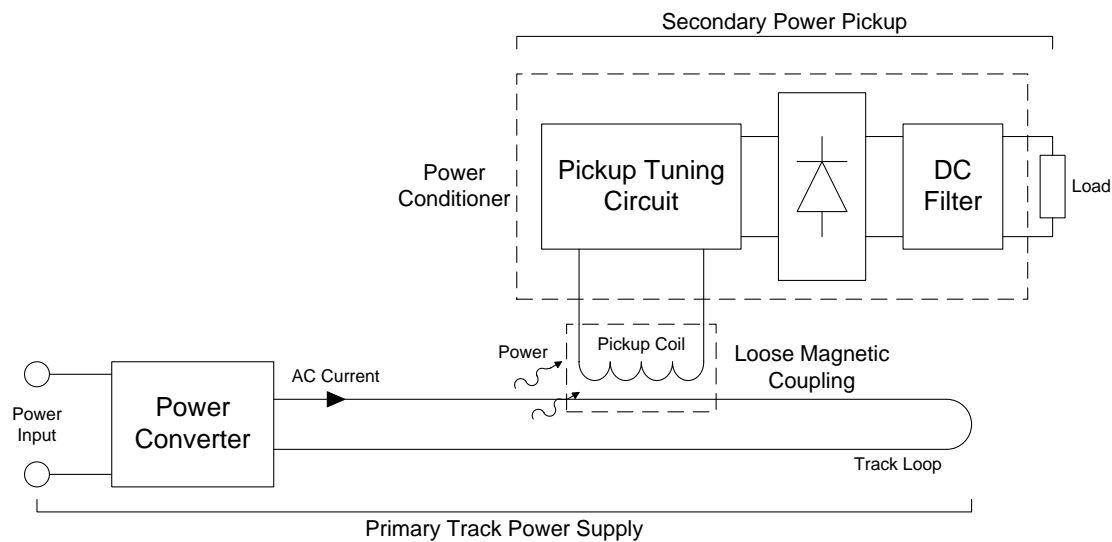 Secondary Power Pickup
Power
Conditioner
Pickup Tuning
Circuit
DC
Filter
Load
Pickup Coil
Power
Loose Magnetic
Coupling
AC Current
Power
Input
Power
Converter
Track Loop
Primary Track Power Supply